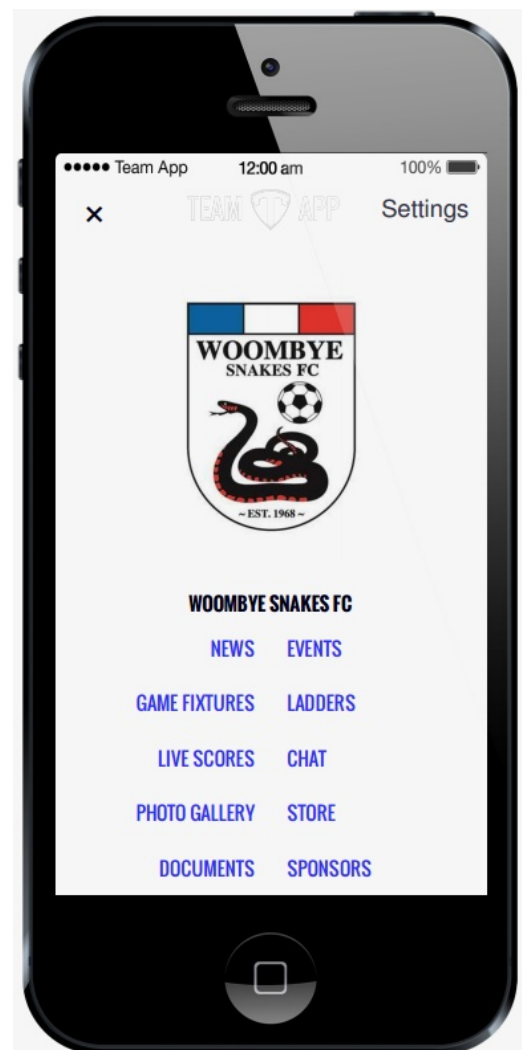 ●●●●● Team App 12:00 am 100%
× TEAM T APP Settings
WOOMBYE
SNAKES FC
~ EST. 1968 ~
WOOMBYE SNAKES FC
NEWS EVENTS
GAME FIXTURES LADDERS
LIVE SCORES CHAT
PHOTO GALLERY STORE
DOCUMENTS SPONSORS